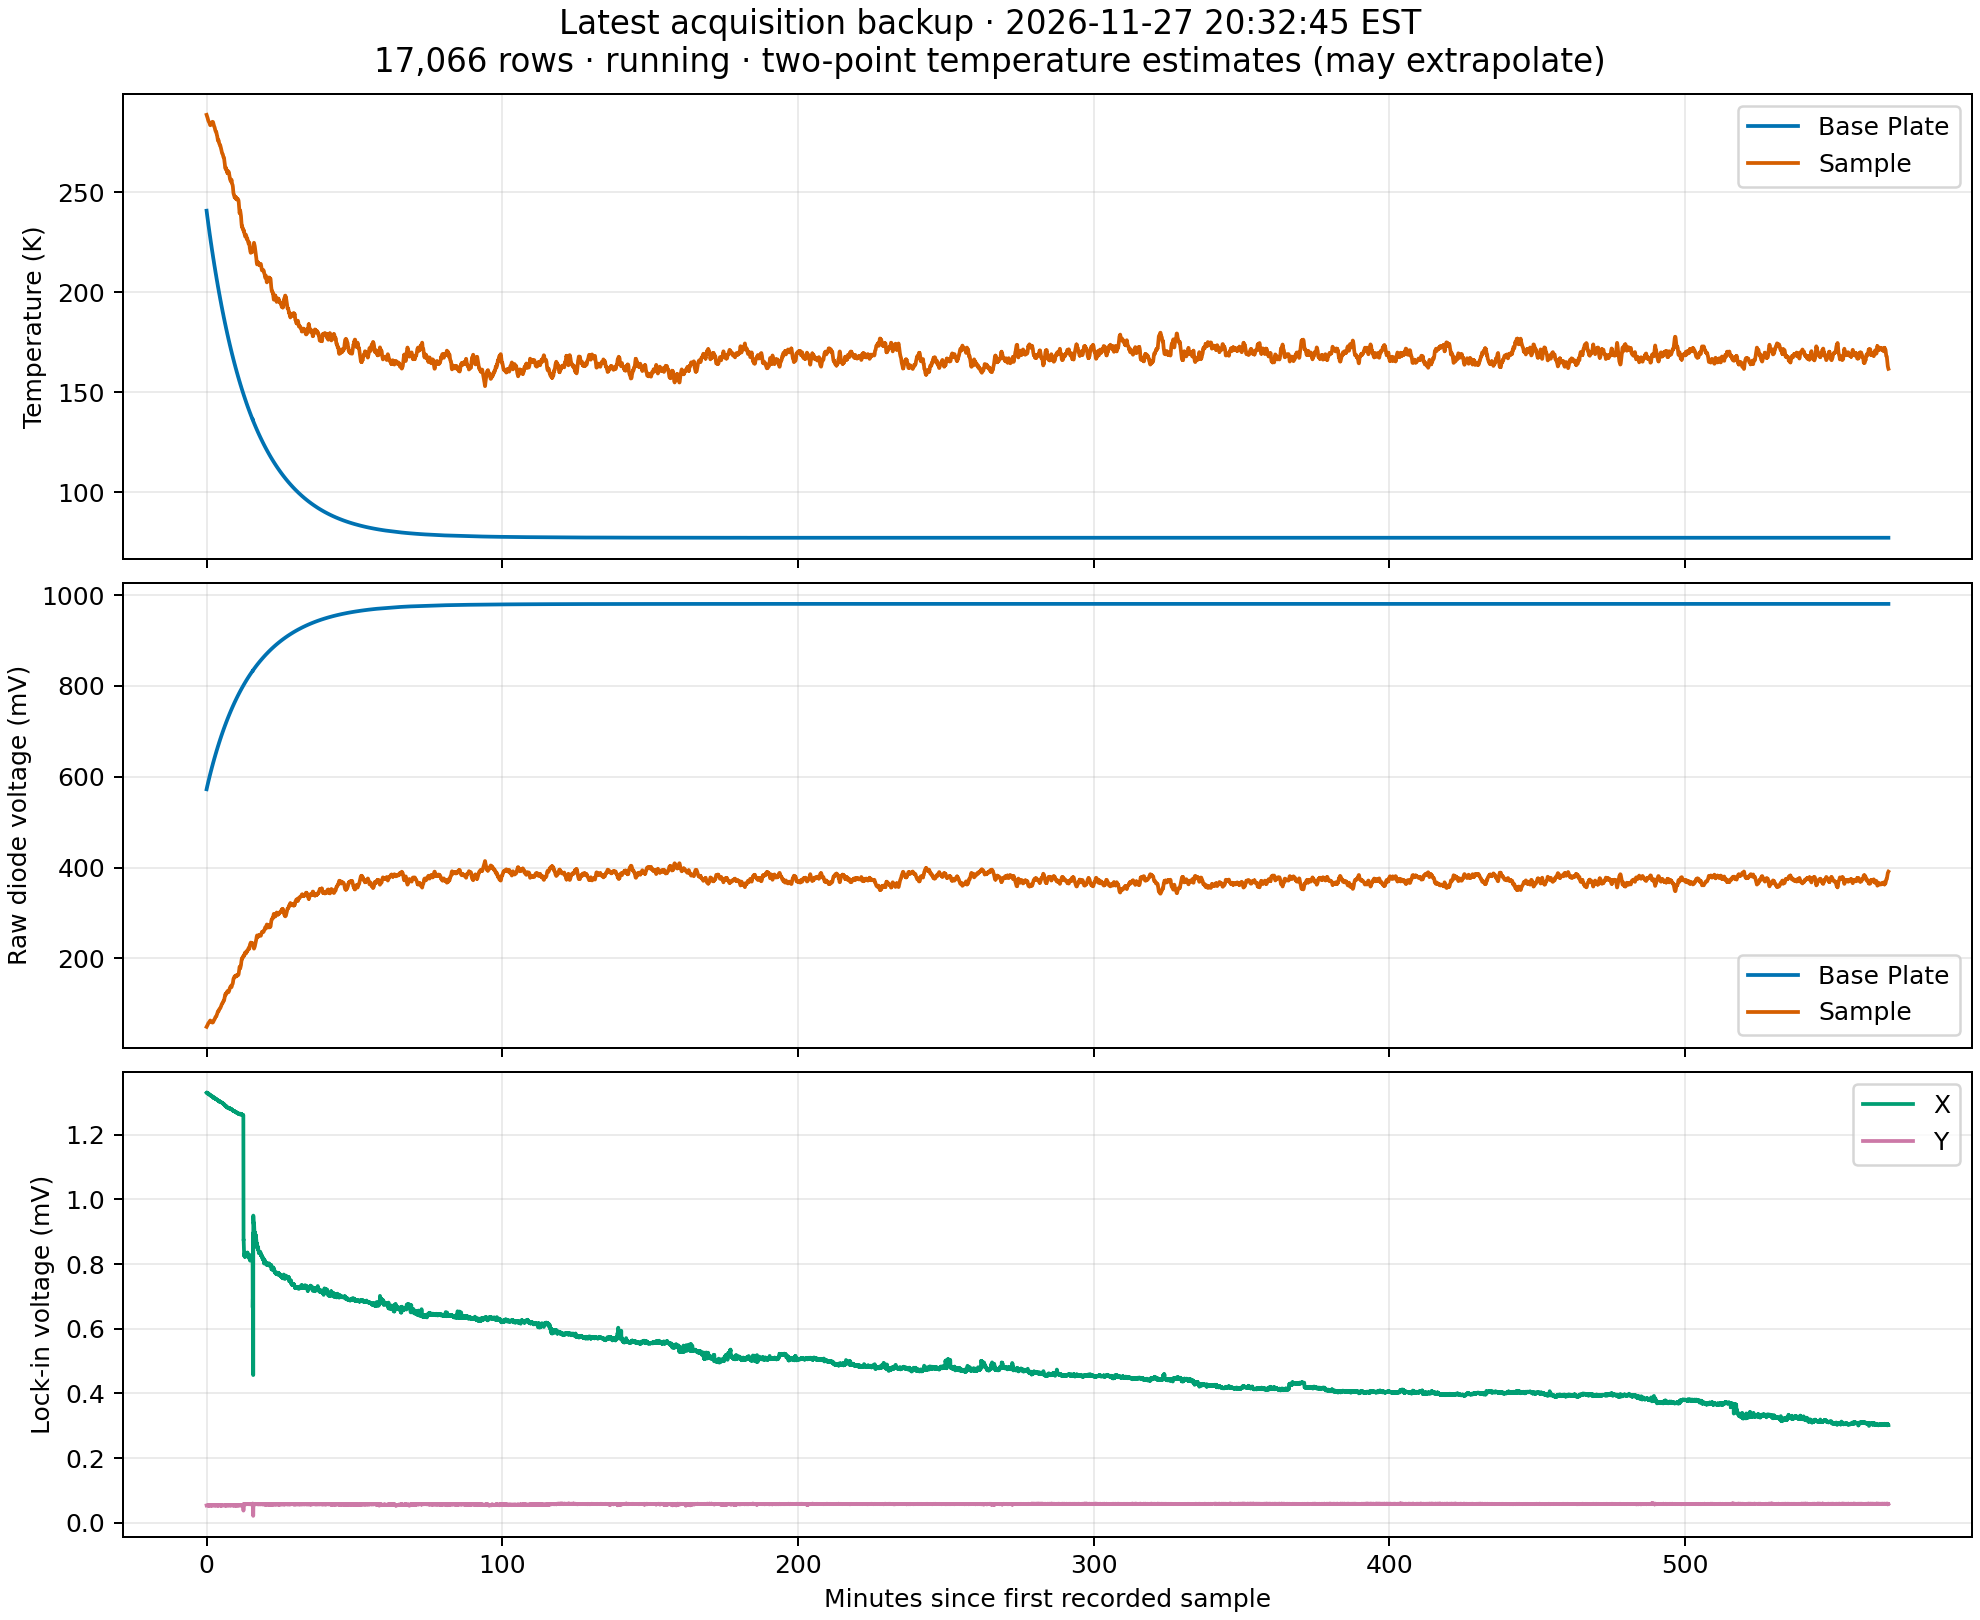 Latest acquisition backup · 2026-11-27 20:32:45 EST
17,066 rows · running · two-point temperature estimates (may extrapolate)
Temperature (K)
250
200
150
100
Base Plate
Sample
Raw diode voltage (mV)
1000
800
600
400
200
Base Plate
Sample
Lock-in voltage (mV)
1.2
1.0
0.8
0.6
0.4
0.2
0.0
X
Y
0 100 200 300 400 500
Minutes since first recorded sample